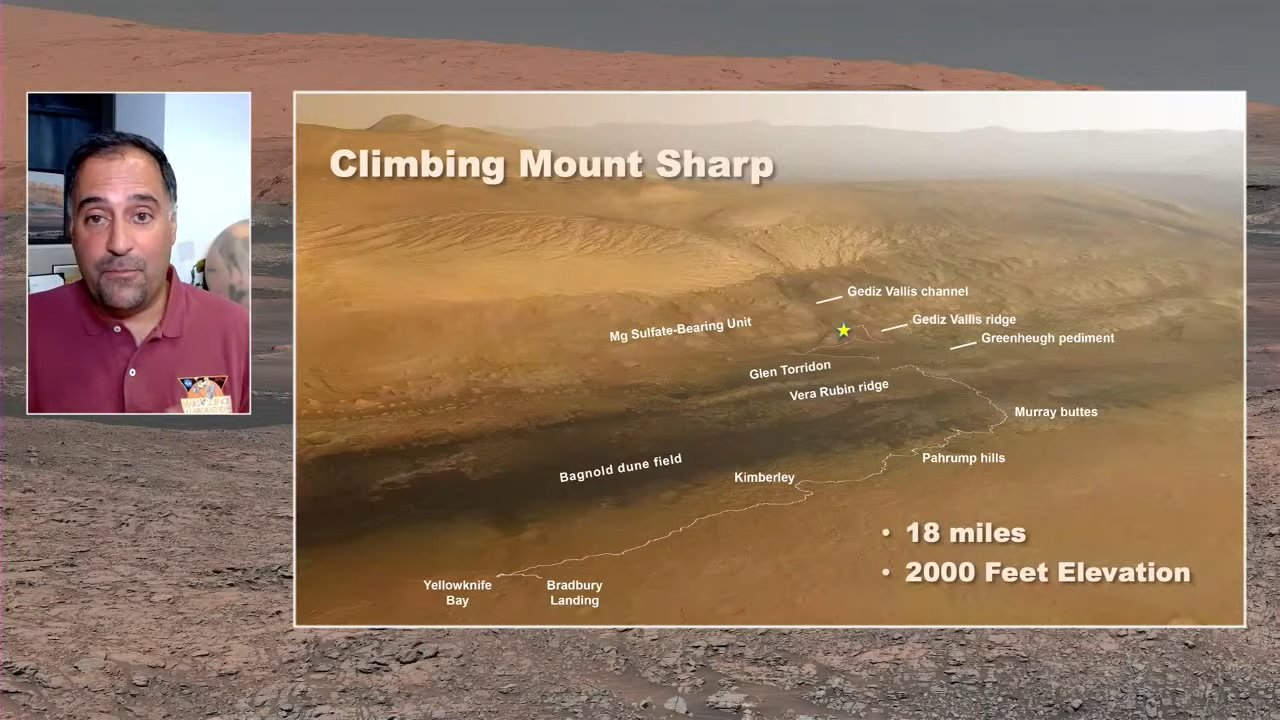 Climbing Mount Sharp
Gediz Vallis channel
Gediz Vallis ridge
Mg Sulfate-Bearing Unit
Greenheugh pediment
Glen Torridon
Vera Rubin ridge
Murray buttes
Pahrump hills
Bagnold dune field
Kimberley
• 18 miles
• 2000 Feet Elevation
Yellowknife
Bay
Bradbury
Landing